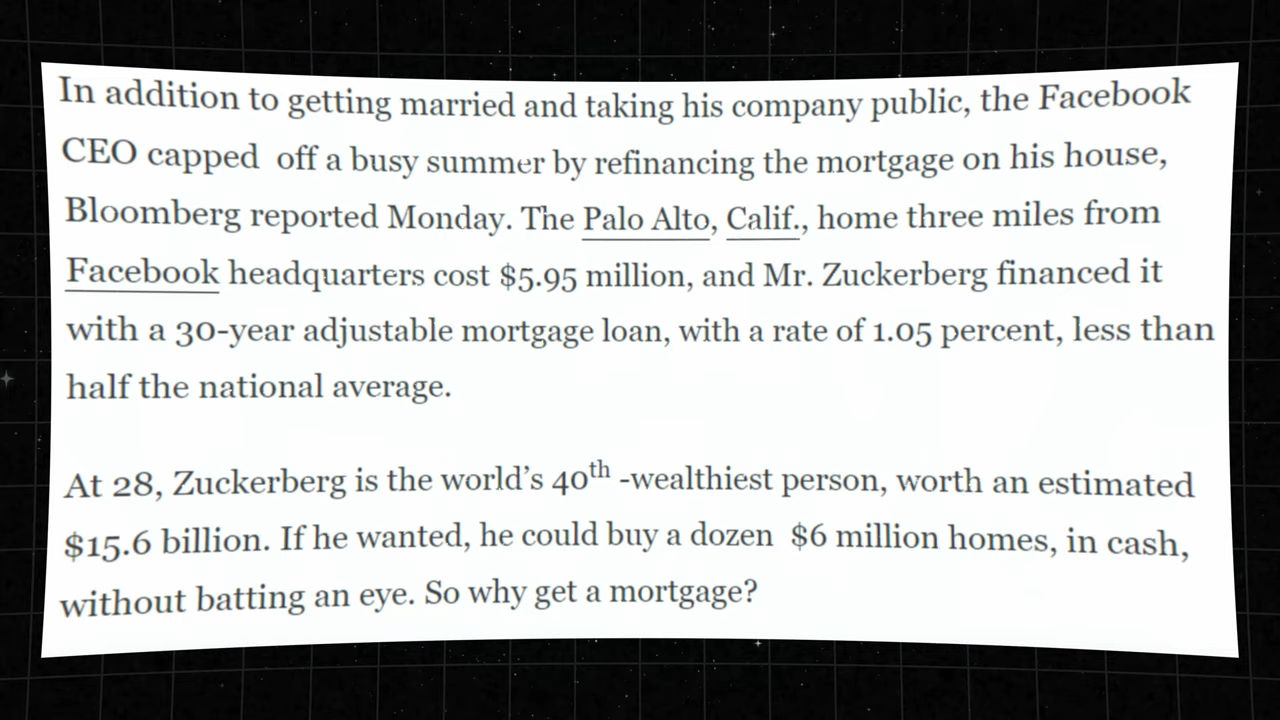 In addition to getting married and taking his company public, the Facebook
CEO capped off a busy summer by refinancing the mortgage on his house,
Bloomberg reported Monday. The Palo Alto, Calif., home three miles from
Facebook headquarters cost $5.95 million, and Mr. Zuckerberg financed it
with a 30-year adjustable mortgage loan, with a rate of 1.05 percent, less than
half the national average.
At 28, Zuckerberg is the world’s 40th -wealthiest person, worth an estimated
$15.6 billion. If he wanted, he could buy a dozen $6 million homes, in cash,
without batting an eye. So why get a mortgage?